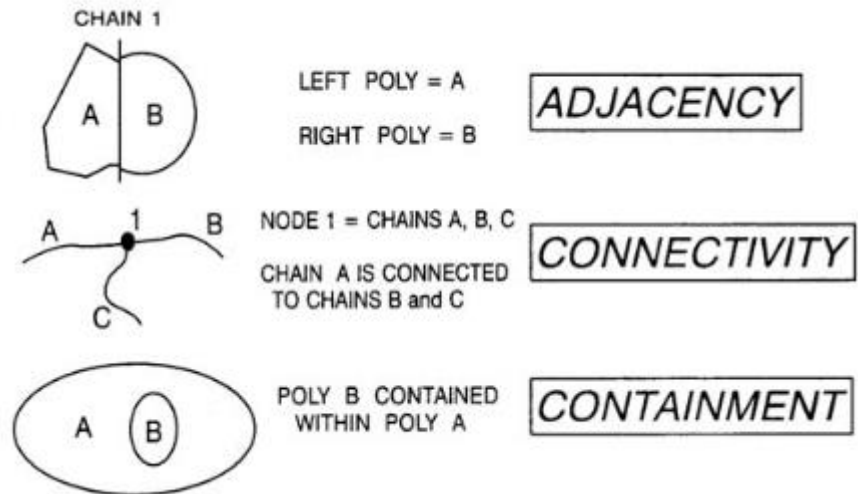 CHAIN 1
A B
LEFT POLY = A
RIGHT POLY = B
ADJACENCY
A 1 B
C
NODE 1 = CHAINS A, B, C
CHAIN A IS CONNECTED
TO CHAINS B and C
CONNECTIVITY
A B
POLY B CONTAINED
WITHIN POLY A
CONTAINMENT